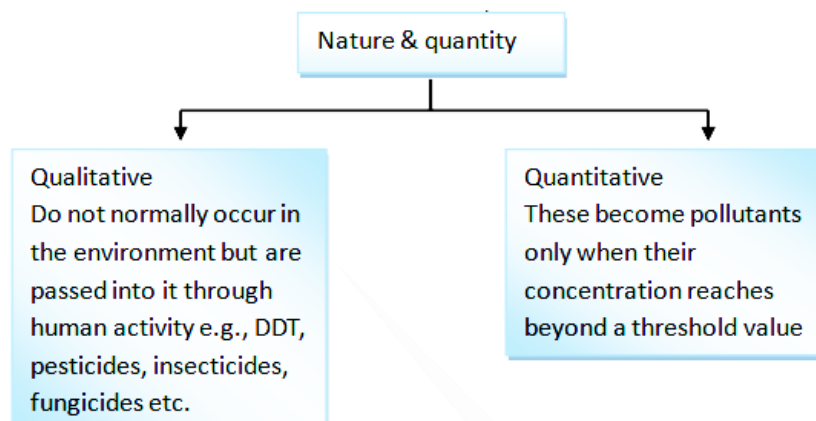 Nature & quantity
Qualitative
Do not normally occur in
the environment but are
passed into it through
human activity e.g., DDT,
pesticides, insecticides,
fungicides etc.
Quantitative
These become pollutants
only when their
concentration reaches
beyond a threshold value